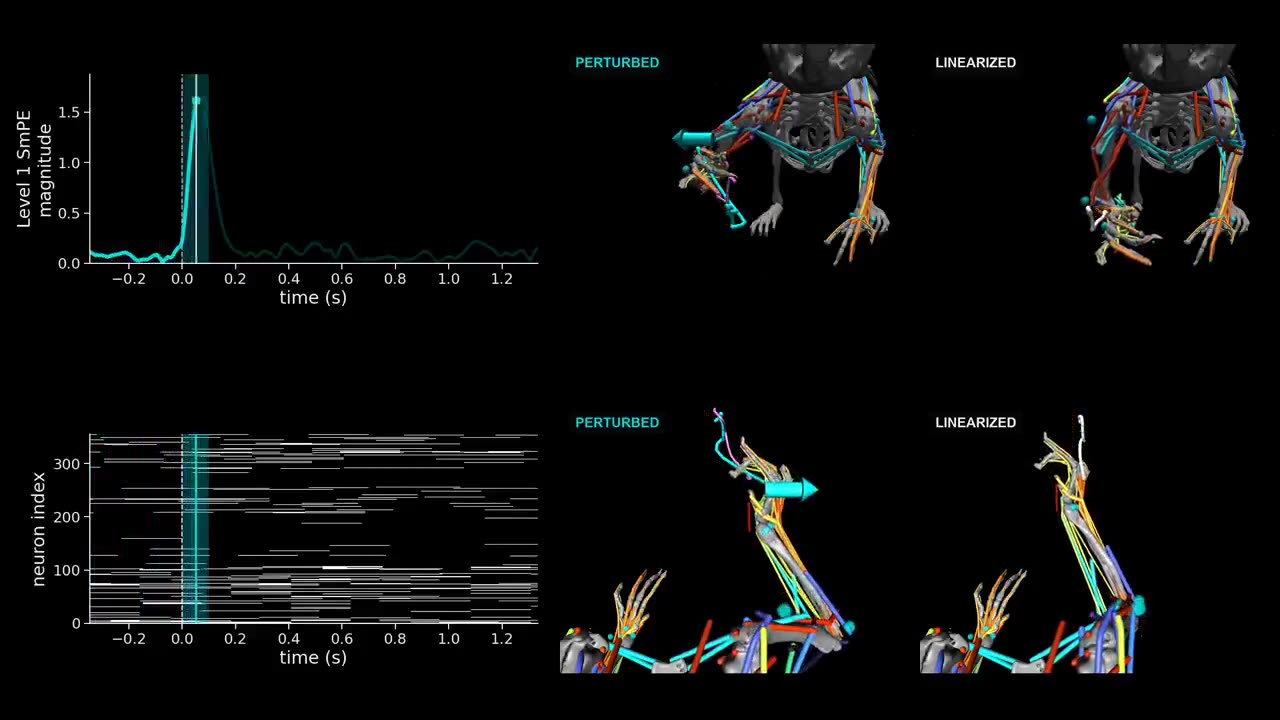 PERTURBED
LINEARIZED
Level 1 SmPE
magnitude
1.5
1.0
0.5
0.0
−0.2 0.0 0.2 0.4 0.6 0.8 1.0 1.2
time (s)
PERTURBED
LINEARIZED
neuron index
300
200
100
0
−0.2 0.0 0.2 0.4 0.6 0.8 1.0 1.2
time (s)